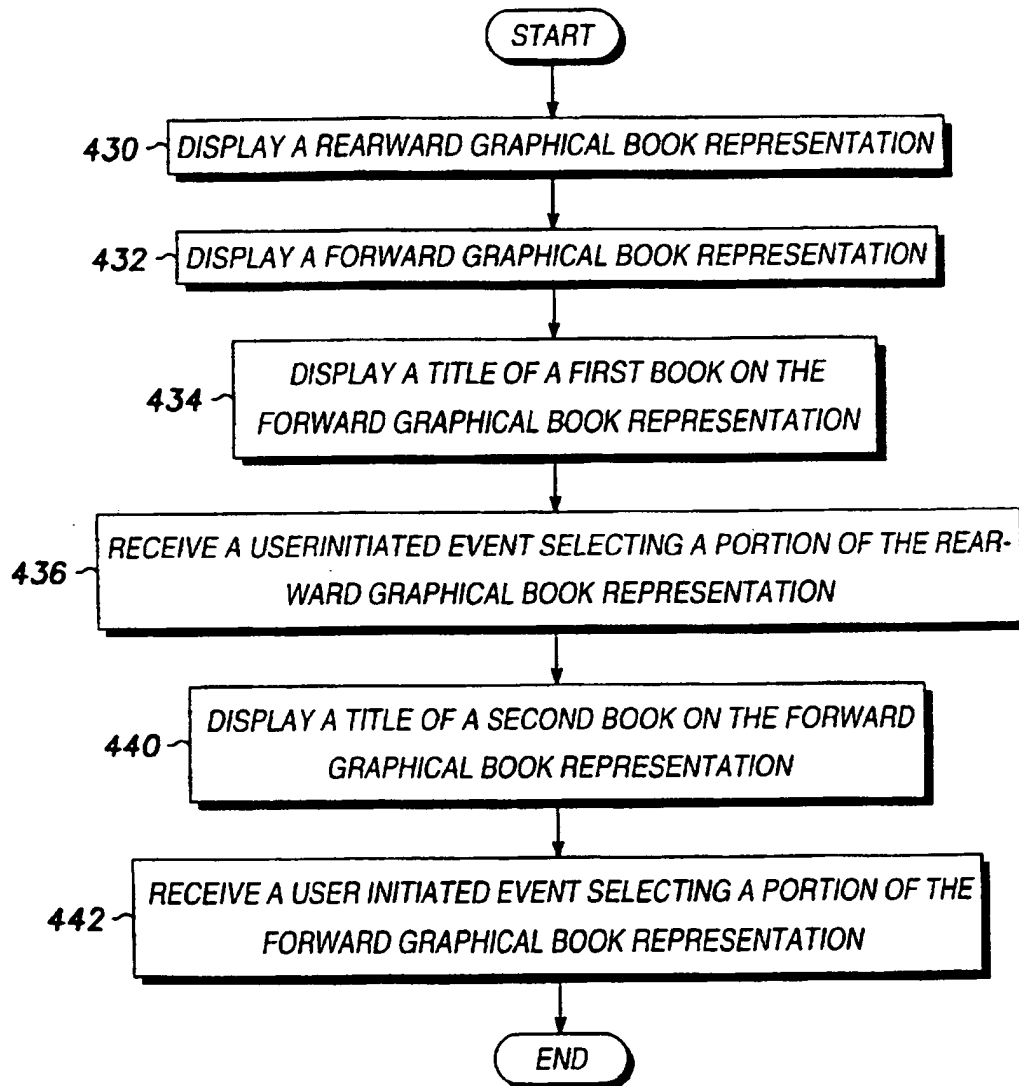 START
430 DISPLAY A REARWARD GRAPHICAL BOOK REPRESENTATION
432 DISPLAY A FORWARD GRAPHICAL BOOK REPRESENTATION
DISPLAY A TITLE OF A FIRST BOOK ON THE
434 FORWARD GRAPHICAL BOOK REPRESENTATION
RECEIVE A USERINITIATED EVENT SELECTING A PORTION OF THE REAR-
436 WARD GRAPHICAL BOOK REPRESENTATION
DISPLAY A TITLE OF A SECOND BOOK ON THE FORWARD
440 GRAPHICAL BOOK REPRESENTATION
RECEIVE A USER INITIATED EVENT SELECTING A PORTION OF THE
442 FORWARD GRAPHICAL BOOK REPRESENTATION
END